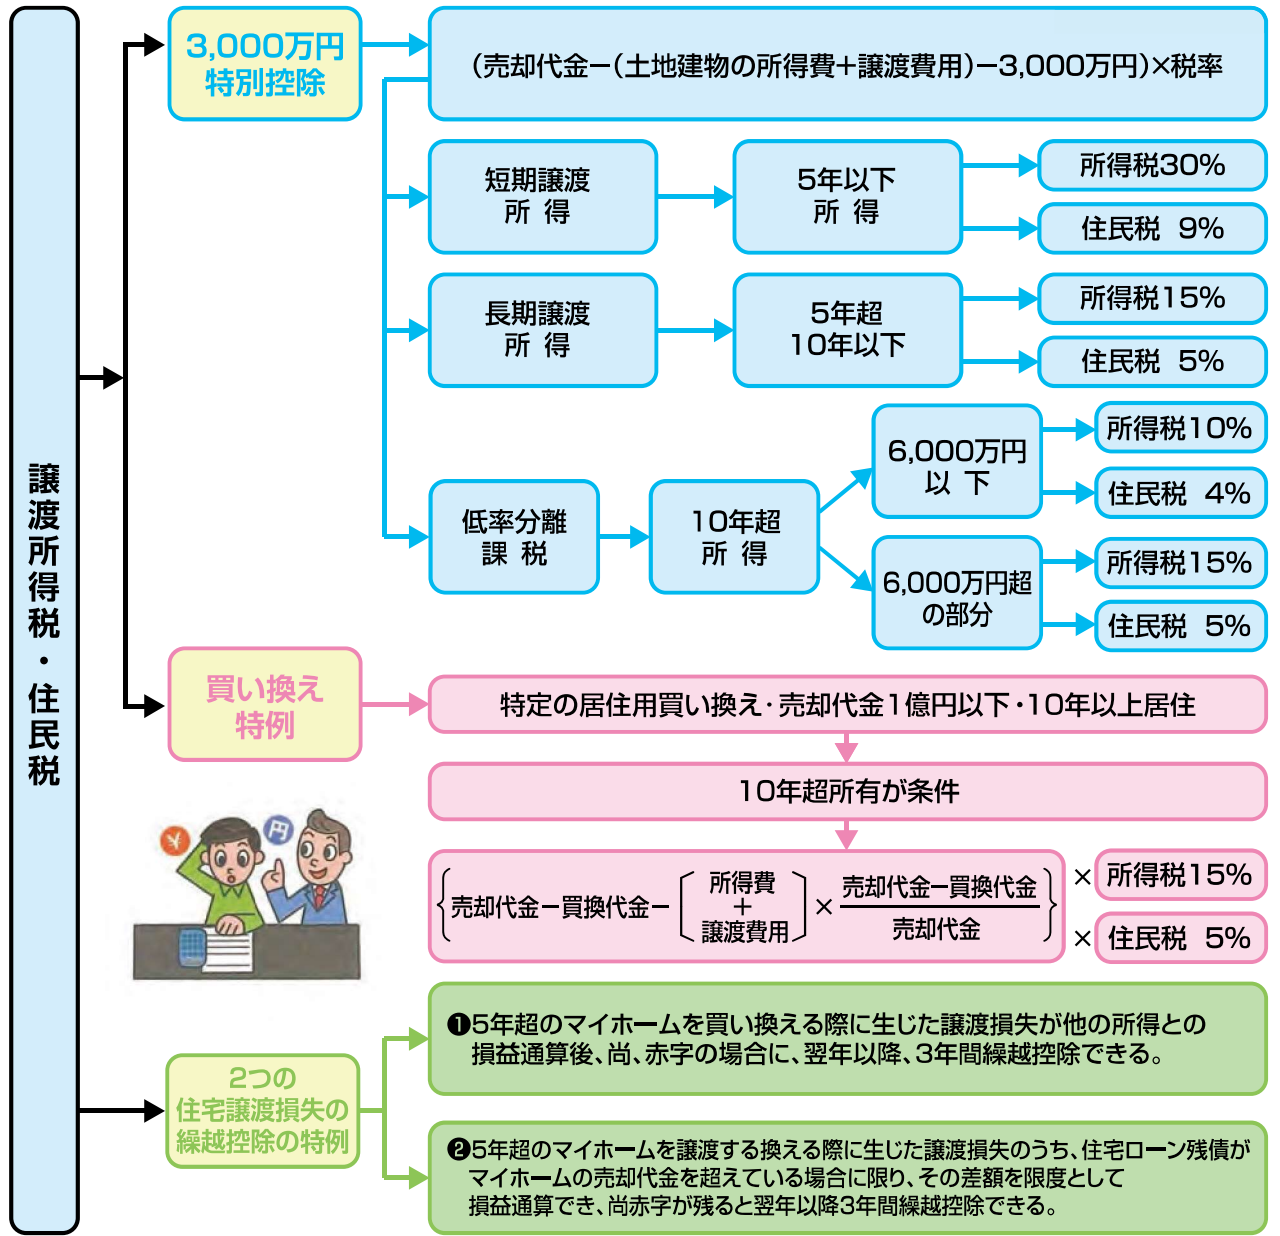 譲渡所得税・住民税
3,000万円
特別控除
(売却代金−(土地建物の所得費+譲渡費用)−3,000万円)×税率
短期譲渡
所 得
5年以下
所 得
所得税30%
住民税 9%
長期譲渡
所 得
5年超
10年以下
所得税15%
住民税 5%
低率分離
課 税
10年超
所 得
6,000万円
以 下
所得税10%
住民税 4%
6,000万円超
の部分
所得税15%
住民税 5%
買い換え
特例
特定の居住用買い換え・売却代金1億円以下・10年以上居住
10年超所有が条件
{売却代金−買換代金−[所得費+譲渡費用]×売却代金−買換代金
売却代金}
×所得税15%
×住民税 5%
¥
円
2つの
住宅譲渡損失の
繰越控除の特例
❶5年超のマイホームを買い換える際に生じた譲渡損失が他の所得との
損益通算後、尚、赤字の場合に、翌年以降、3年間繰越控除できる。
❷5年超のマイホームを譲渡する換える際に生じた譲渡損失のうち、住宅ローン残債が
マイホームの売却代金を超えている場合に限り、その差額を限度として
損益通算でき、尚赤字が残ると翌年以降3年間繰越控除できる。